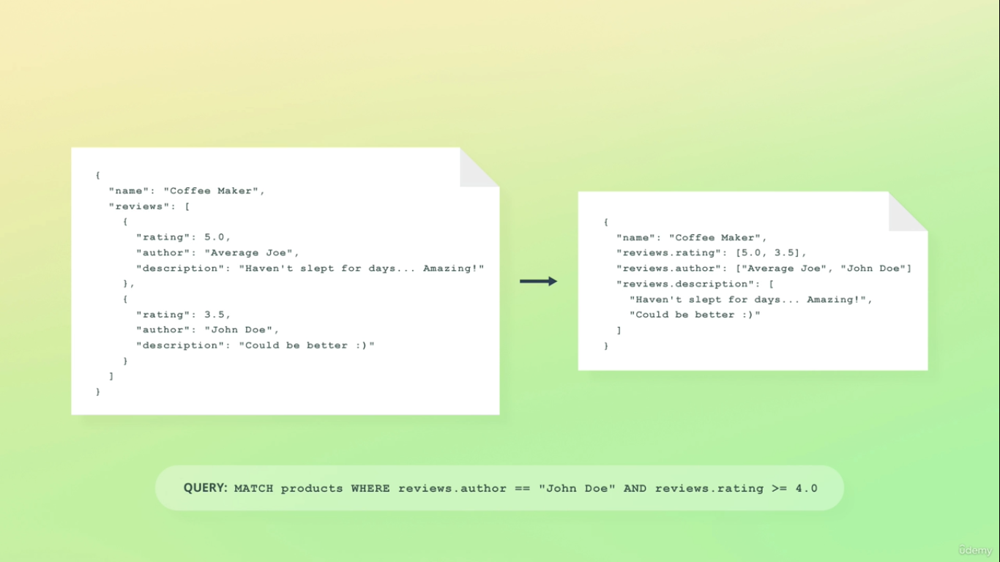 {
"name": "Coffee Maker",
"reviews": [
{
"rating": 5.0,
"author": "Average Joe",
"description": "Haven't slept for days... Amazing!"
},
{
"rating": 3.5,
"author": "John Doe",
"description": "Could be better :)"
}
]
}
{
"name": "Coffee Maker",
"reviews.rating": [5.0, 3.5],
"reviews.author": ["Average Joe", "John Doe"]
"reviews.description": [
"Haven't slept for days... Amazing!",
"Could be better :)"
]
}
QUERY: MATCH products WHERE reviews.author == "John Doe" AND reviews.rating >= 4.0
ûdemy